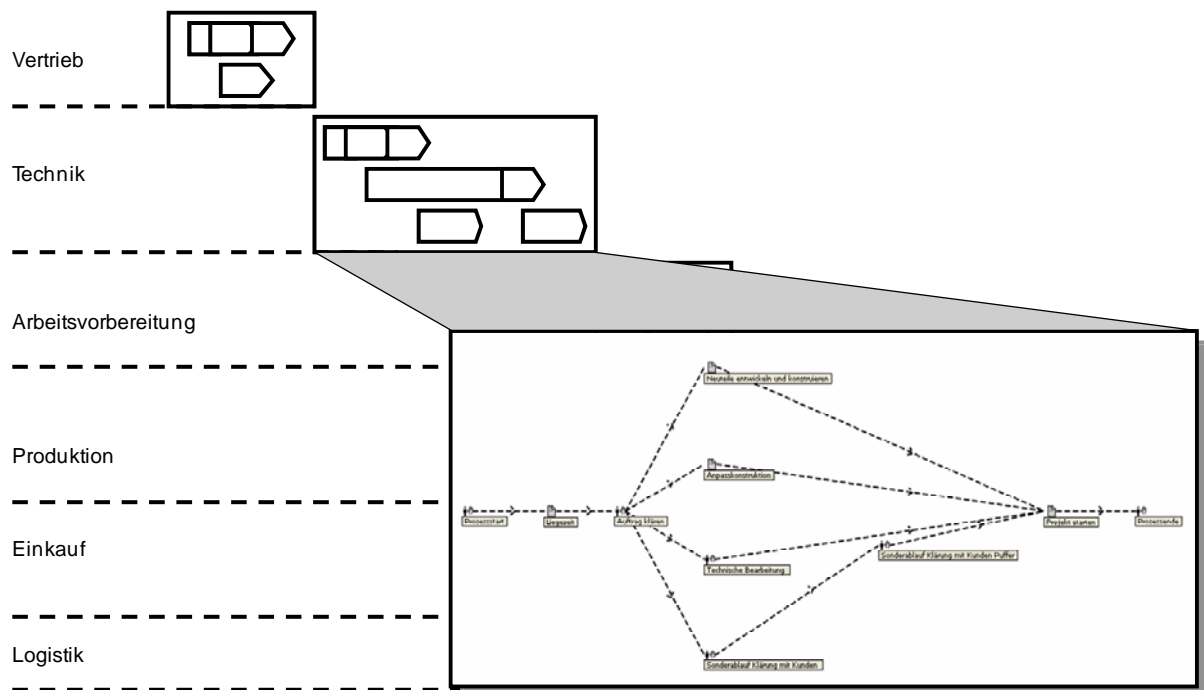 Vertrieb
Technik
Arbeitsvorbereitung
Produktion
Einkauf
Logistik
Neuteile entwickeln und konstruieren
Anpasskonstruktion
Prozessstart
Liegezeit
Auftrag klären
Projekt starten
Prozessende
Sonderablauf Klärung mit Kunden Puffer
Technische Bearbeitung
Sonderablauf Klärung mit Kunden